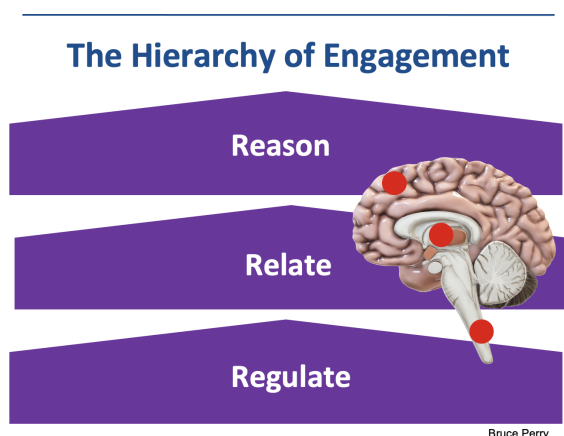 The Hierarchy of Engagement
Reason
Relate
Regulate
Bruce Perry